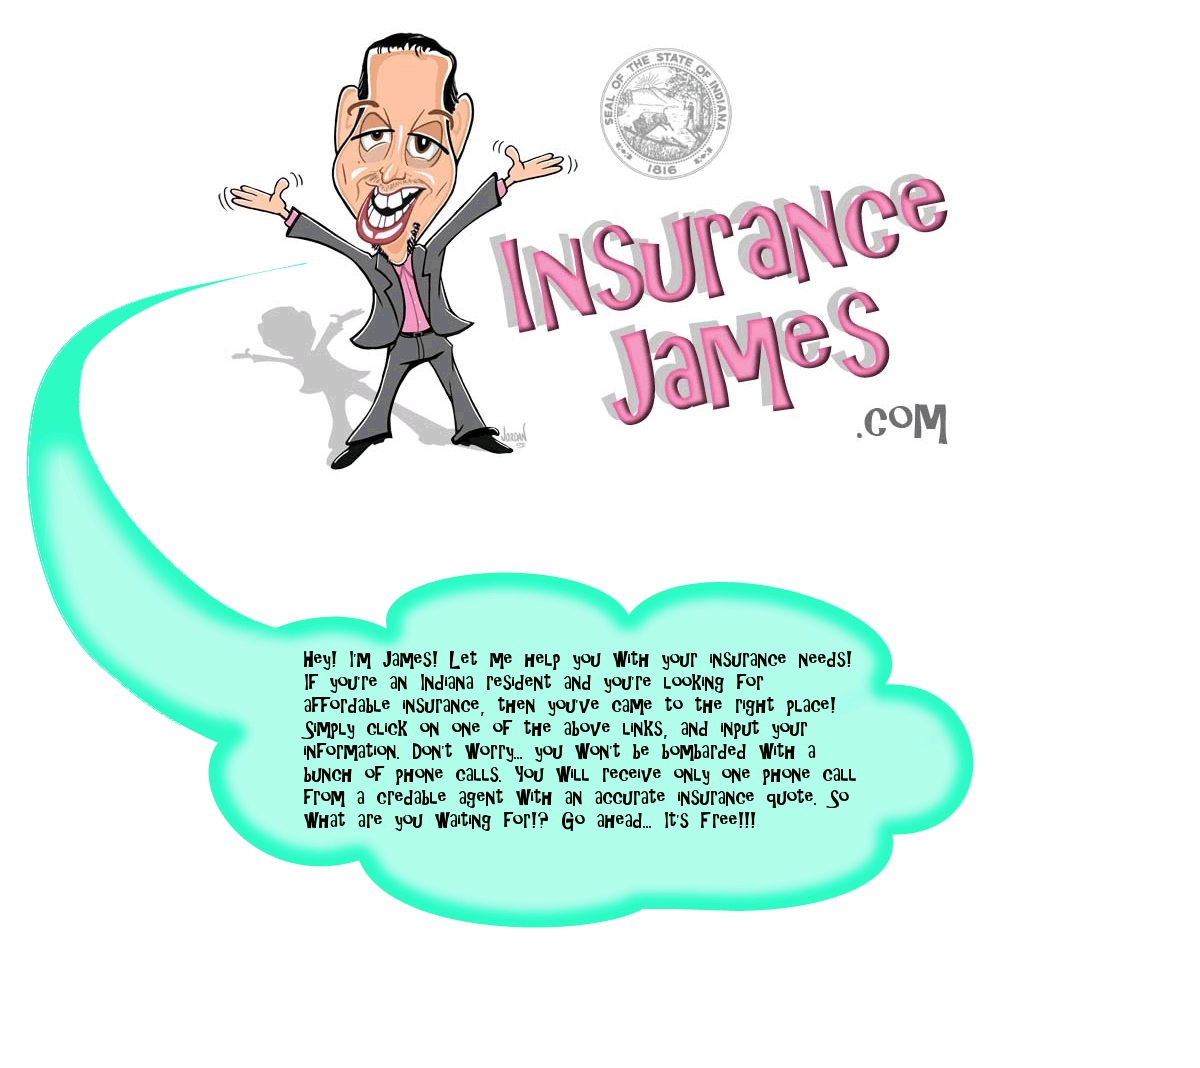 SEAL OF THE STATE OF INDIANA
1816
Insurance
James
.com
JORDAN
Hey! I'm James! Let me help you with your insurance needs!
If you're an Indiana resident and you're looking for
affordable insurance, then you've came to the right place!
Simply click on one of the above links, and input your
information. Don't worry... you won't be bombarded with a
bunch of phone calls. You will receive only one phone call
from a credable agent with an accurate insurance quote. So
what are you waiting for!? Go ahead... It's Free!!!